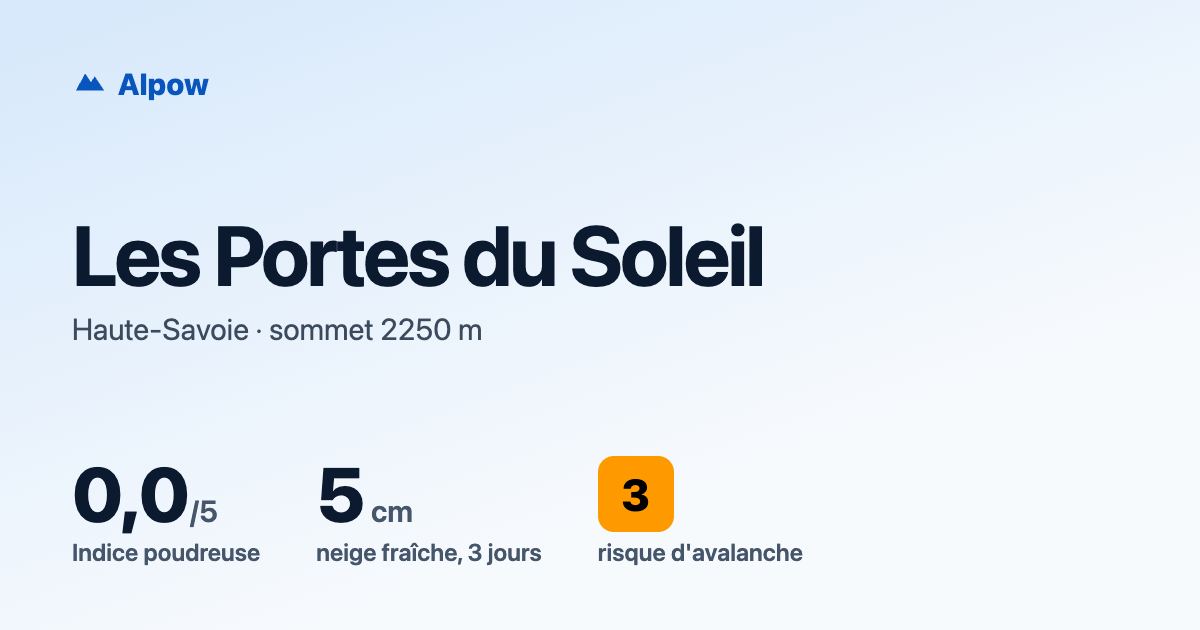 Alpow
Les Portes du Soleil
Haute-Savoie · sommet 2250 m
0,0/5
Indice poudreuse
5 cm
neige fraîche, 3 jours
3
risque d'avalanche